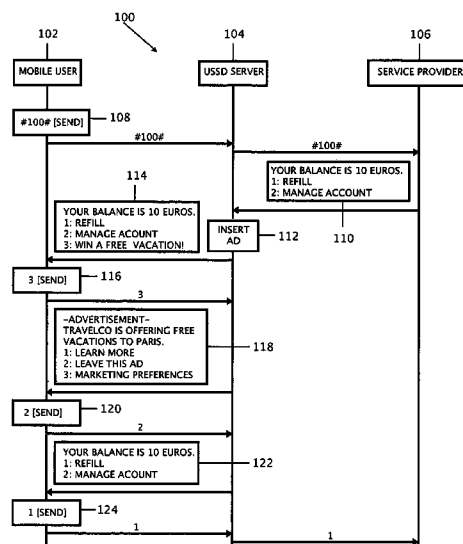 100
102
104
106
MOBILE USER
USSD SERVER
SERVICE PROVIDER
#100# [SEND]
108
#100#
#100#
YOUR BALANCE IS 10 EUROS.
1: REFILL
2: MANAGE ACCOUNT
110
114
YOUR BALANCE IS 10 EUROS.
1: REFILL
2: MANAGE ACOUNT
3: WIN A FREE VACATION!
INSERT
AD
112
3 [SEND]
116
3
-ADVERTISEMENT-
TRAVELCO IS OFFERING FREE
VACATIONS TO PARIS.
1: LEARN MORE
2: LEAVE THIS AD
3: MARKETING PREFERENCES
118
2 [SEND]
120
2
YOUR BALANCE IS 10 EUROS.
1: REFILL
2: MANAGE ACOUNT
122
1 [SEND]
124
1
1